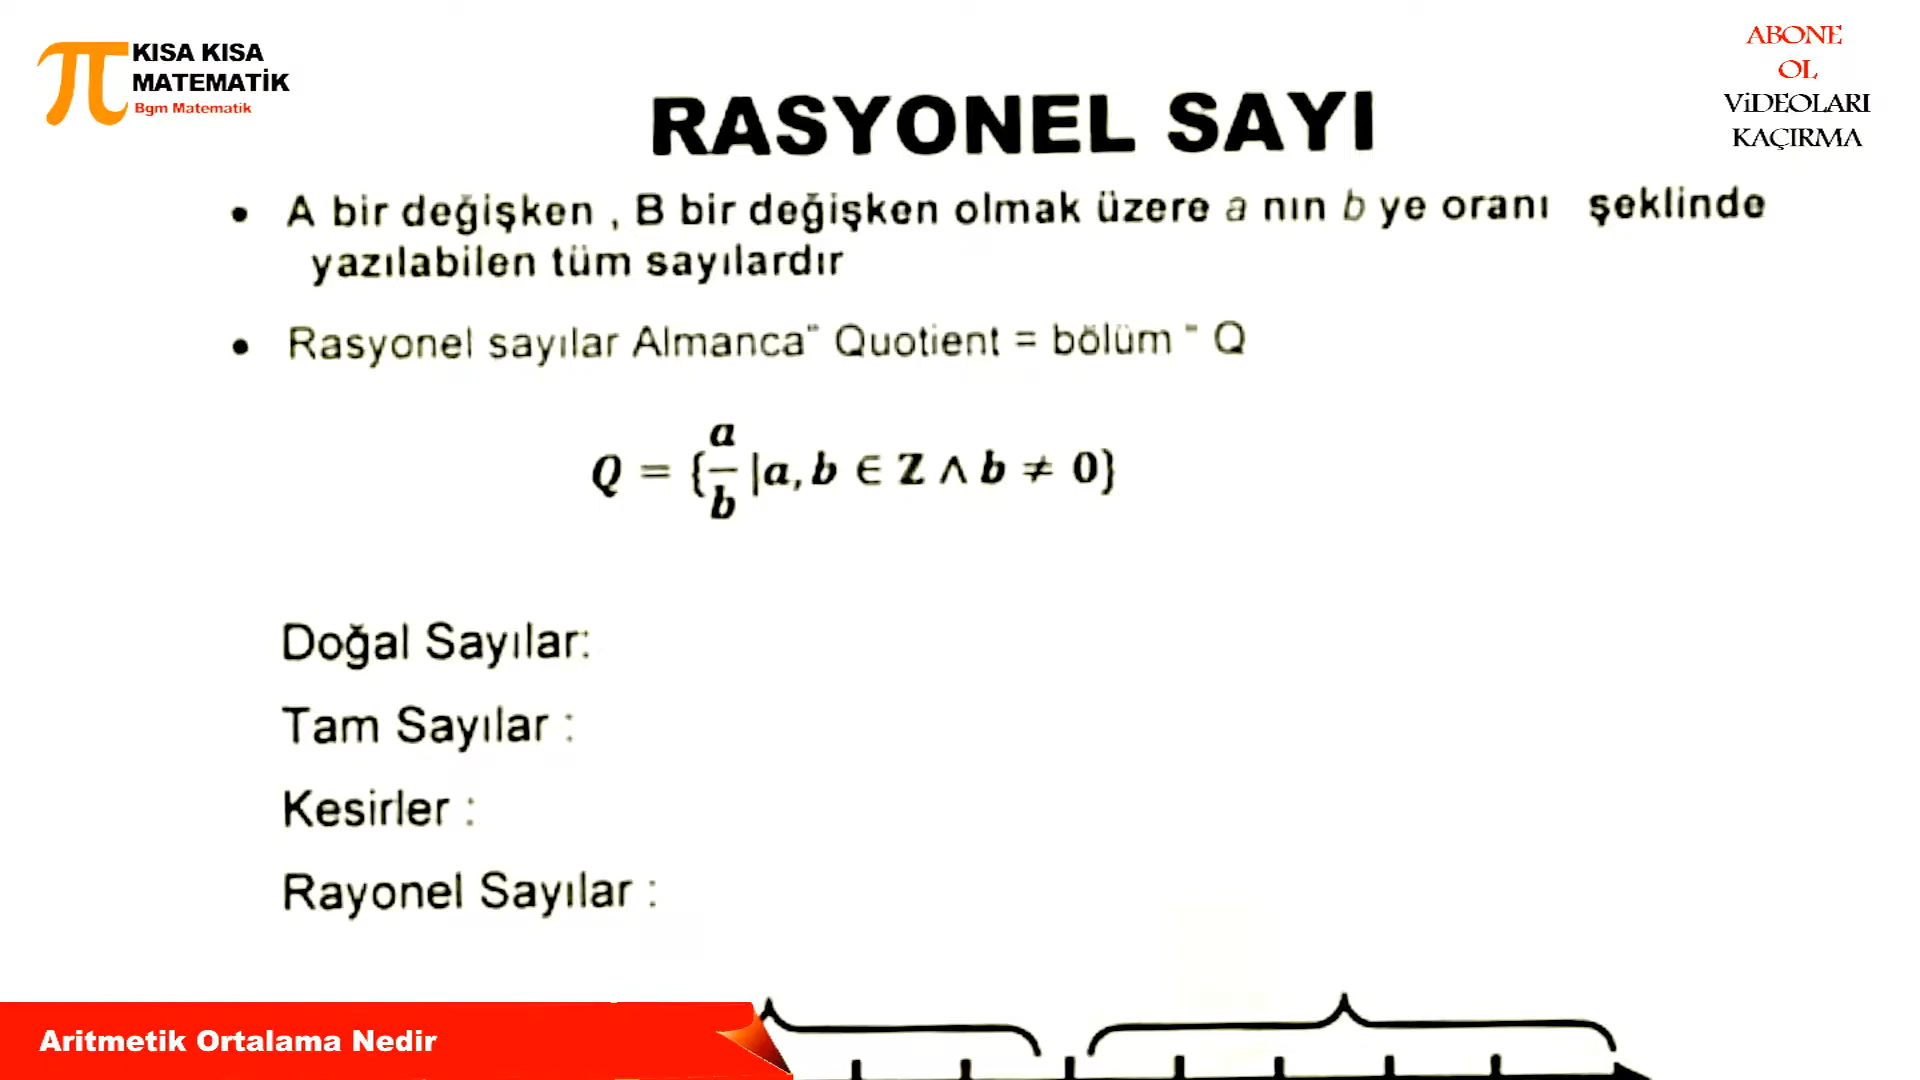 KISA KISA
MATEMATİK
Bgm Matematik
ABONE
OL
ViDEOLARI
KAÇIRMA
RASYONEL SAYI
• A bir değişken , B bir değişken olmak üzere a nın b ye oranı şeklinde
yazılabilen tüm sayılardır
• Rasyonel sayılar Almanca" Quotient = bölüm " Q
Q = {a/b |a, b ∈ Z ∧ b ≠ 0}
Doğal Sayılar:
Tam Sayılar :
Kesirler :
Rayonel Sayılar :
Aritmetik Ortalama Nedir